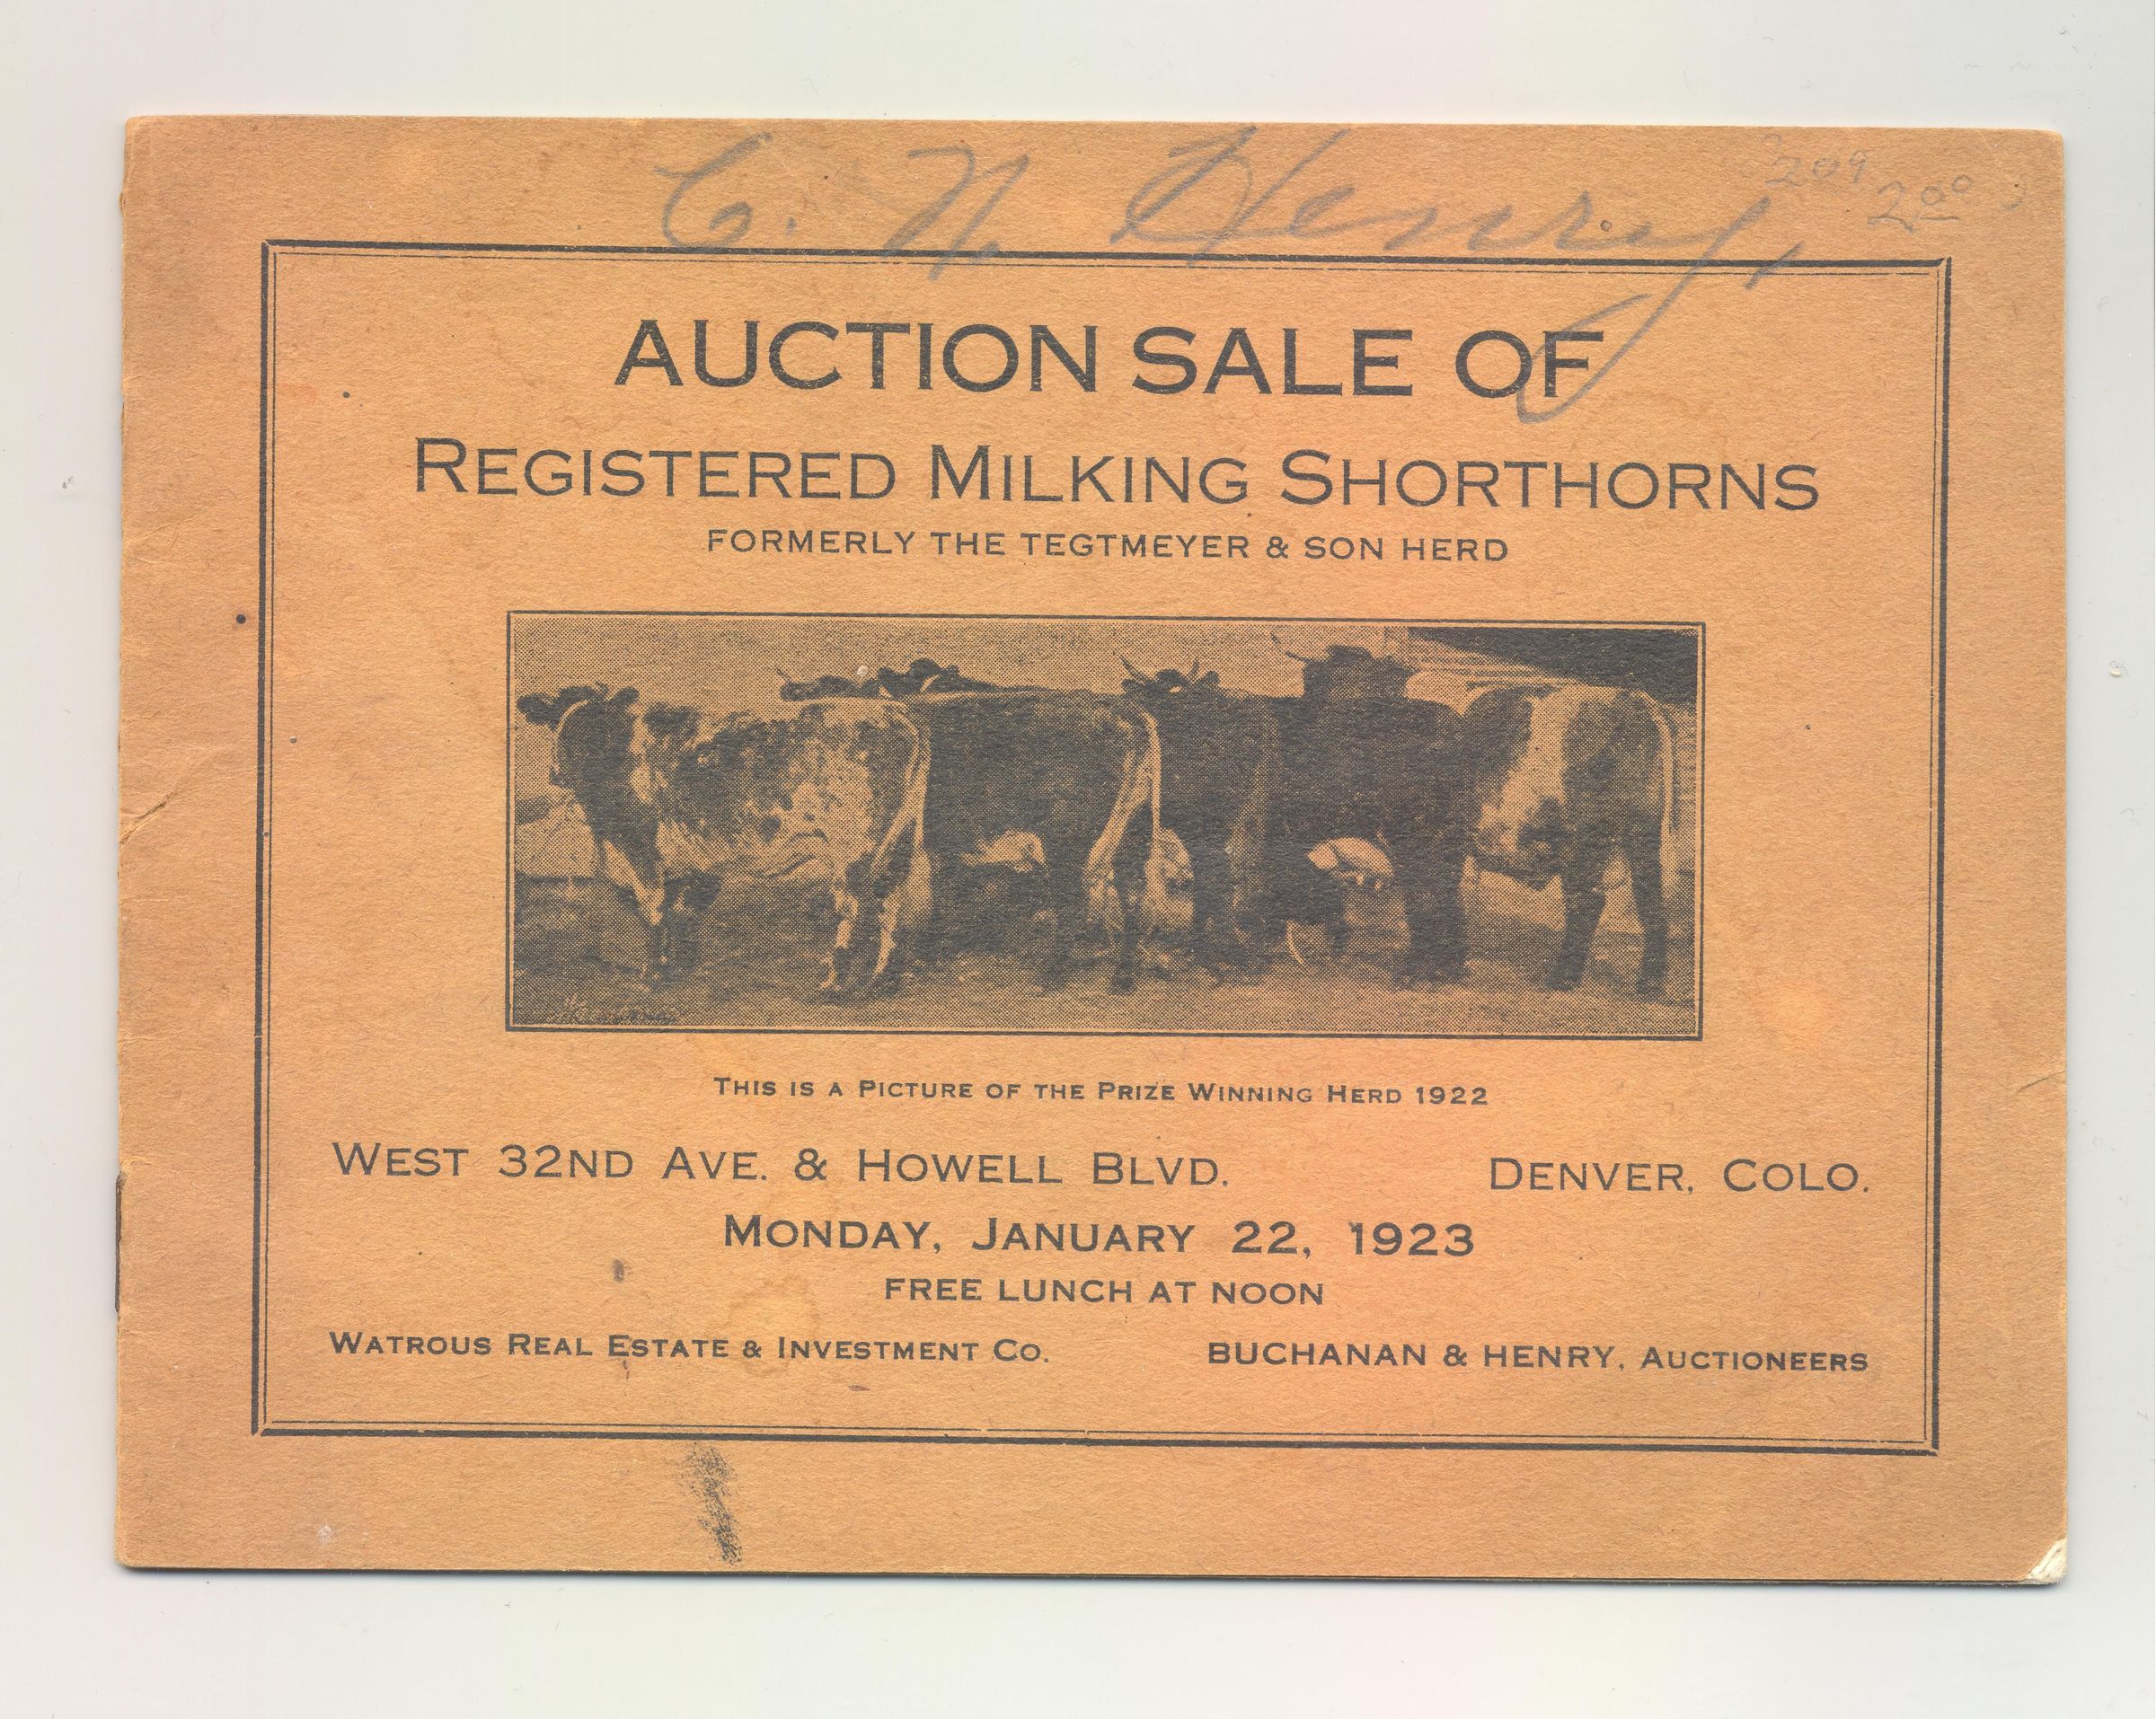 C. N. Henry,
209
2 00
AUCTION SALE OF
REGISTERED MILKING SHORTHORNS
FORMERLY THE TEGTMEYER & SON HERD
THIS IS A PICTURE OF THE PRIZE WINNING HERD 1922
WEST 32ND AVE. & HOWELL BLVD. DENVER, COLO.
MONDAY, JANUARY 22, 1923
FREE LUNCH AT NOON
WATROUS REAL ESTATE & INVESTMENT CO. BUCHANAN & HENRY, AUCTIONEERS